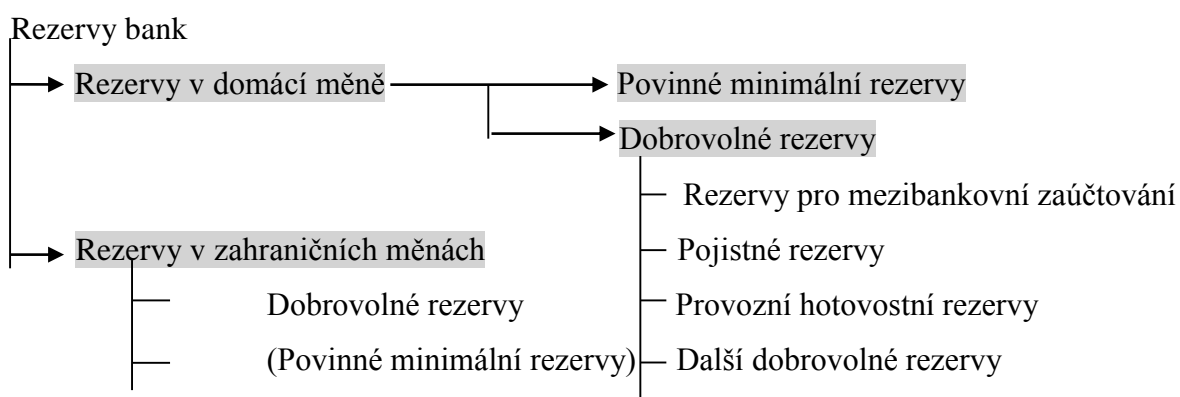 Rezervy bank
Rezervy v domácí měně
Povinné minimální rezervy
Dobrovolné rezervy
Rezervy pro mezibankovní zaúčtování
Pojistné rezervy
Provozní hotovostní rezervy
Další dobrovolné rezervy
Rezervy v zahraničních měnách
Dobrovolné rezervy
(Povinné minimální rezervy)